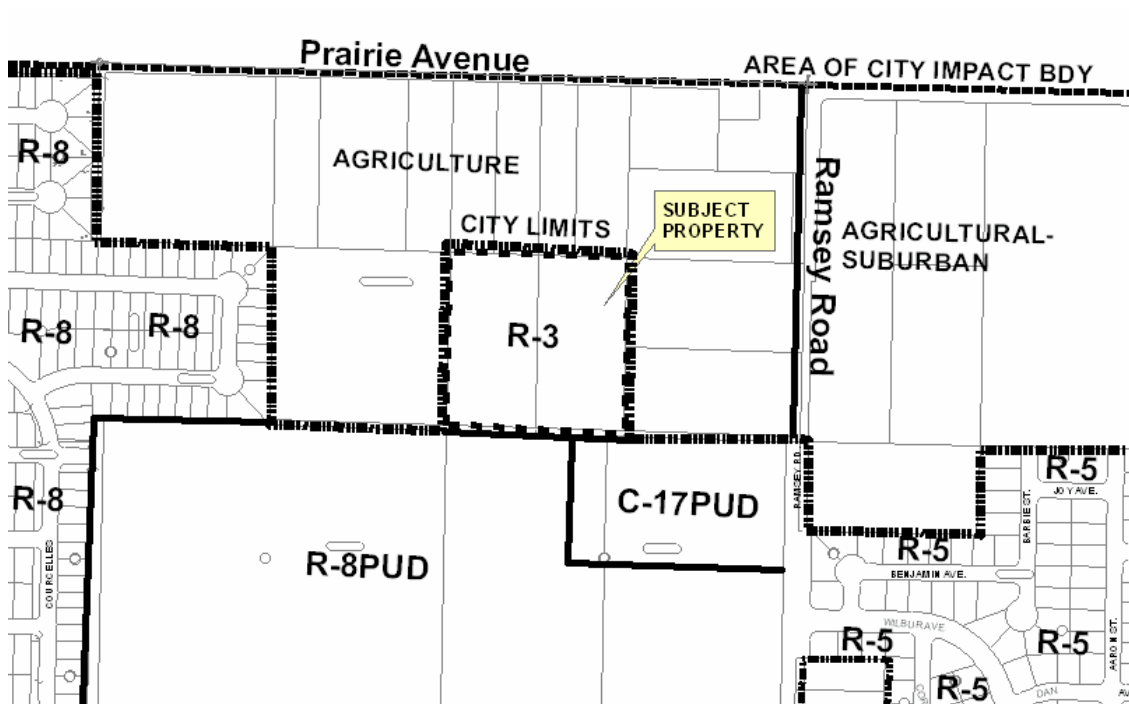 Prairie Avenue
AREA OF CITY IMPACT BDY
R-8
AGRICULTURE
SUBJECT
PROPERTY
CITY LIMITS
Ramsey Road
AGRICULTURAL-
SUBURBAN
R-8
R-8
R-3
R-8
R-5
JOY AVE.
C-17PUD
RAMSEY RD.
BARBIE ST.
R-5
R-8PUD
BENJAMIN AVE.
COURCELLES
WILBUR AVE
R-5
R-5
AARON ST.
R-5
DAN